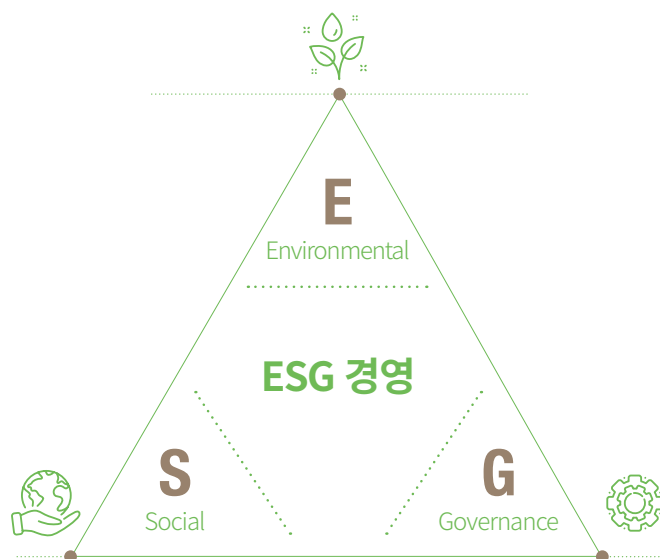 E
Environmental
ESG 경영
S
Social
G
Governance